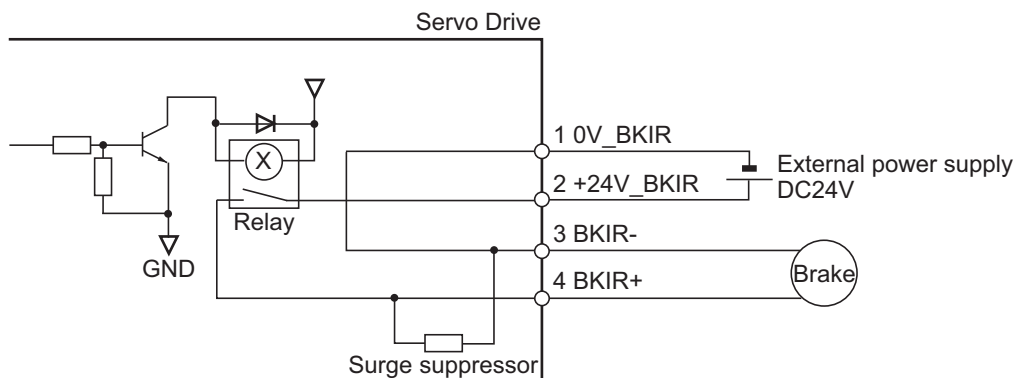 Servo Drive
1 0V_BKIR
External power supply
DC24V
2 +24V_BKIR
X
Relay
3 BKIR-
GND
Brake
4 BKIR+
Surge suppressor